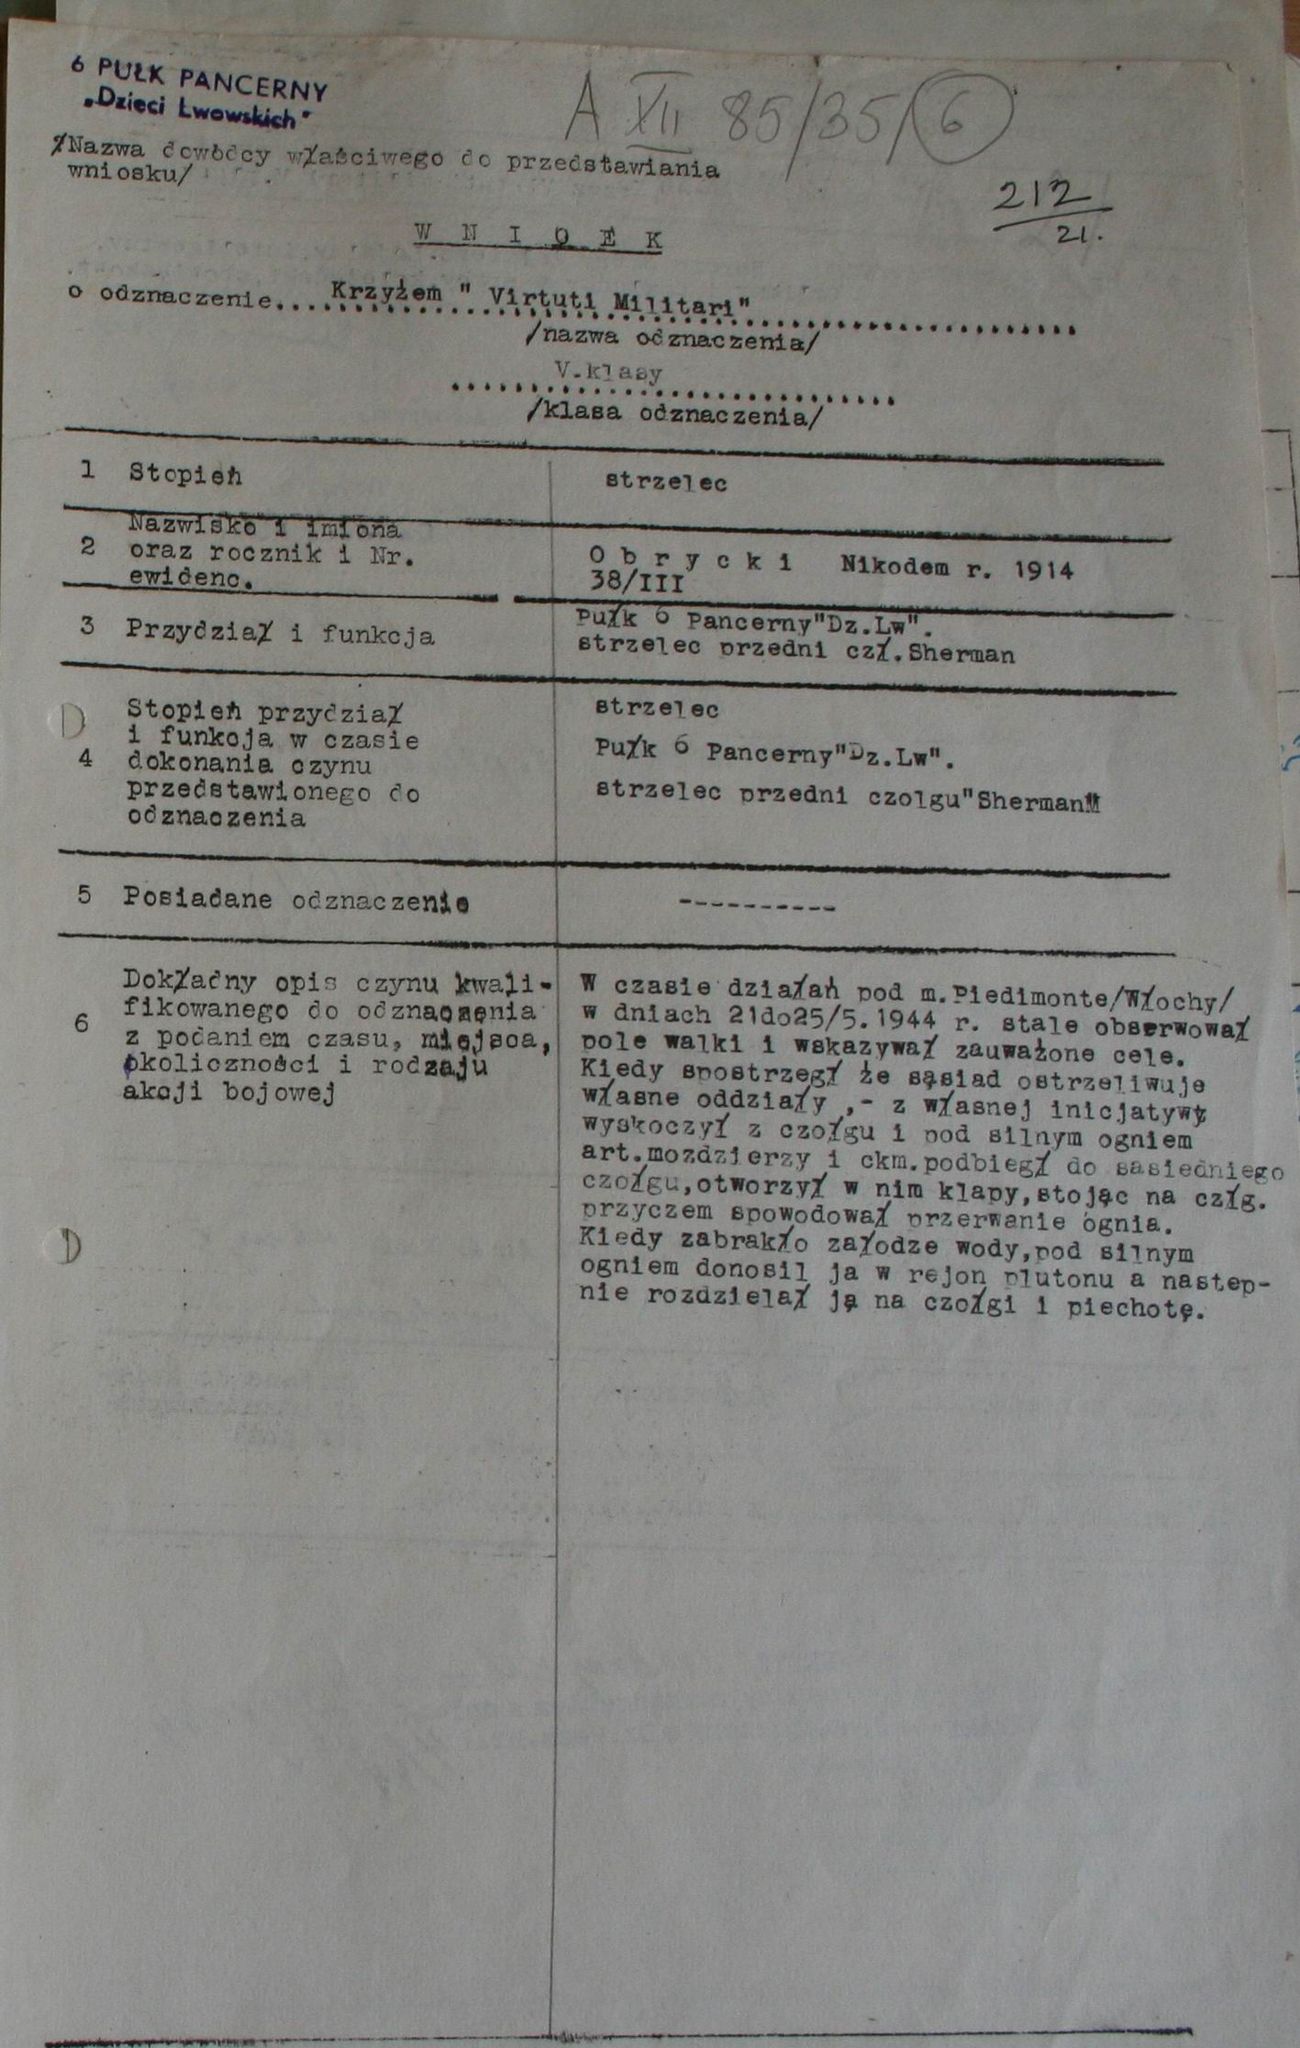 6 PUŁK PANCERNY
„Dzieci Lwowskich"
A XII 85/35/6
/Nazwa dowódcy właściwego do przedstawiania
wniosku/
212
21.
W N I O S E K
o odznaczenie....Krzyżem " Virtuti Militari"
/nazwa odznaczenia/
V.klasy
/klasa odznaczenia/
1 Stopień strzelec
2 Nazwisko i imiona
oraz rocznik i Nr.
ewidenc.
O b r y c k i Nikodem r. 1914
38/III
3 Przydział i funkcja
Pułk 6 Pancerny"Dz.Lw".
strzelec przedni czł.Sherman
4 Stopień przydział
i funkcja w czasie
dokonania czynu
przedstawionego do
odznaczenia
strzelec
Pułk 6 Pancerny"Dz.Lw".
strzelec przedni czolgu"Sherman"
5 Posiadane odznaczenie ----------
6 Dokładny opis czynu kwali-
fikowanego do odznaczenia
z podaniem czasu, miejsca,
okoliczności i rodzaju
akcji bojowej
W czasie działań pod m.Piedimonte/Włochy/
w dniach 21do25/5.1944 r. stale obserwował
pole walki i wskazywał zauważone cele.
Kiedy spostrzegł że sąsiad ostrzeliwuje
własne oddziały ,- z własnej inicjatywy
wyskoczył z czołgu i pod silnym ogniem
art.mozdzierzy i ckm.podbiegł do sasiedniego
czołgu,otworzył w nim klapy,stojąc na człg.
przyczem spowodował przerwanie ognia.
Kiedy zabrakło załodze wody,pod silnym
ogniem donosil ja w rejon plutonu a nastep-
nie rozdzielał ją na czołgi i piechotę.